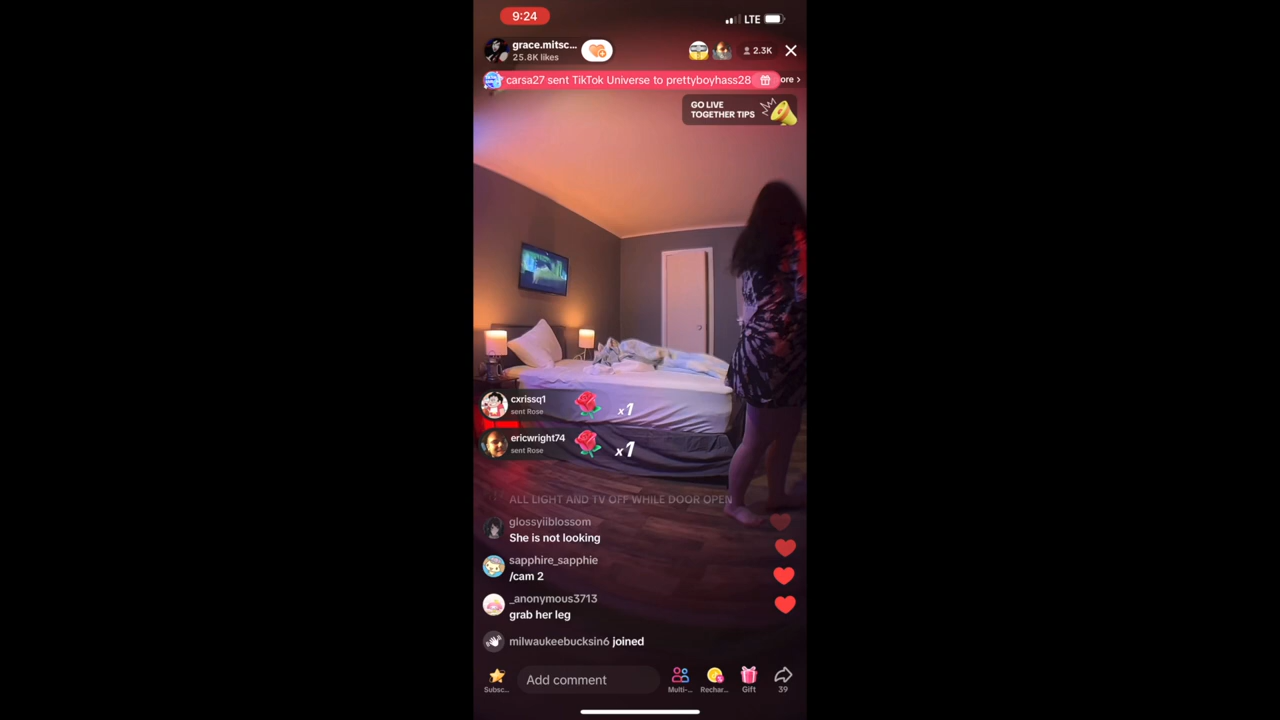 9:24
LTE
grace.mitsc...
25.8K likes
2.3K
carsa27 sent TikTok Universe to prettyboyhass28
ore >
GO LIVE
TOGETHER TIPS
cxrissq1
sent Rose
x1
ericwright74
sent Rose
x1
ALL LIGHT AND TV OFF WHILE DOOR OPEN
glossyiiblossom
She is not looking
sapphire_sapphie
/cam 2
_anonymous3713
grab her leg
milwaukeebucksin6 joined
Add comment
Subsc...
Multi-...
Rechar...
Gift
39